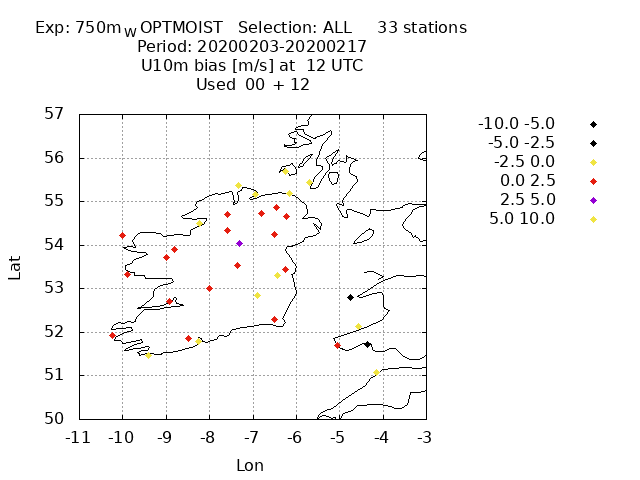 Exp: 750mWOPTMOIST Selection: ALL 33 stations
Period: 20200203-20200217
U10m bias [m/s] at 12 UTC
Used 00 + 12
57
56
55
54
53
52
51
50
-11 -10 -9 -8 -7 -6 -5 -4 -3
Lat
Lon
-10.0 -5.0
-5.0 -2.5
-2.5 0.0
0.0 2.5
2.5 5.0
5.0 10.0